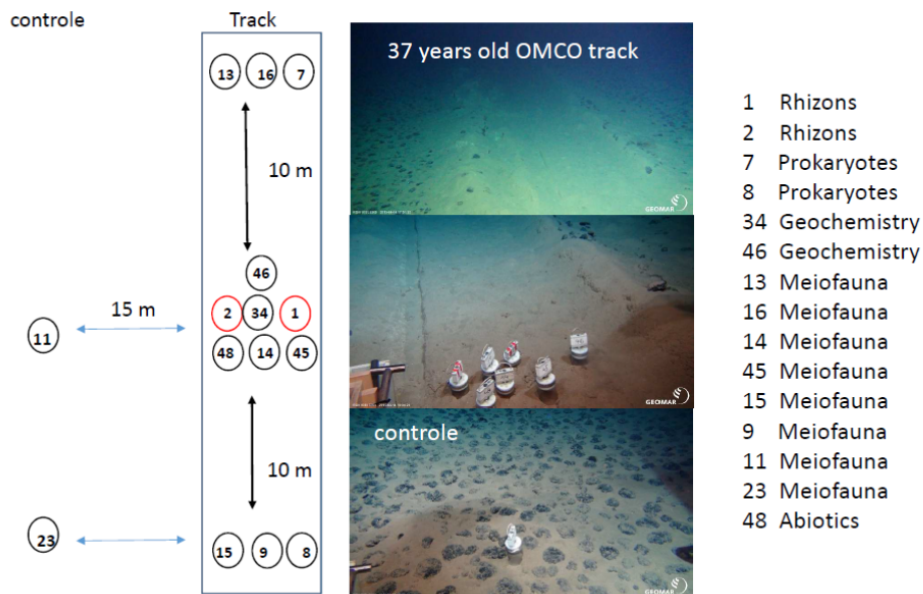 controle
Track
13 16 7
10 m
46
2 34 1
15 m
11
48 14 45
10 m
23
15 9 8
37 years old OMCO track
GEOMAR
GEOMAR
controle
GEOMAR
1 Rhizons
2 Rhizons
7 Prokaryotes
8 Prokaryotes
34 Geochemistry
46 Geochemistry
13 Meiofauna
16 Meiofauna
14 Meiofauna
45 Meiofauna
15 Meiofauna
9 Meiofauna
11 Meiofauna
23 Meiofauna
48 Abiotics